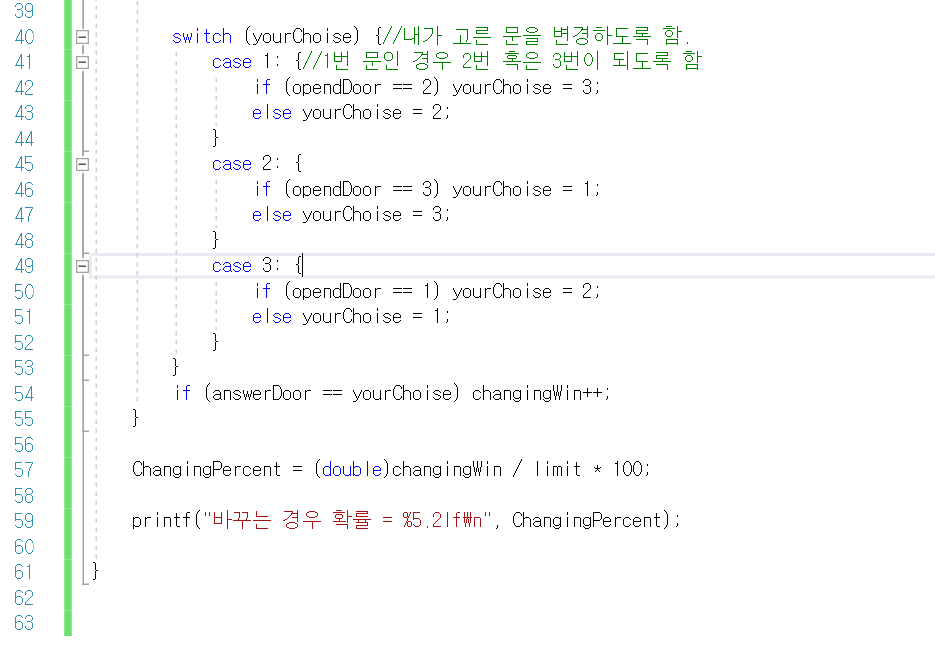 39
40 switch (yourChoise) {//내가 고른 문을 변경하도록 함.
41 case 1: {//1번 문인 경우 2번 혹은 3번이 되도록 함
42 if (opendDoor == 2) yourChoise = 3;
43 else yourChoise = 2;
44 }
45 case 2: {
46 if (opendDoor == 3) yourChoise = 1;
47 else yourChoise = 3;
48 }
49 case 3: {
50 if (opendDoor == 1) yourChoise = 2;
51 else yourChoise = 1;
52 }
53 }
54 if (answerDoor == yourChoise) changingWin++;
55 }
56
57 ChangingPercent = (double)changingWin / limit * 100;
58
59 printf("바꾸는 경우 확률 = %5.2lf₩n", ChangingPercent);
60
61 }
62
63